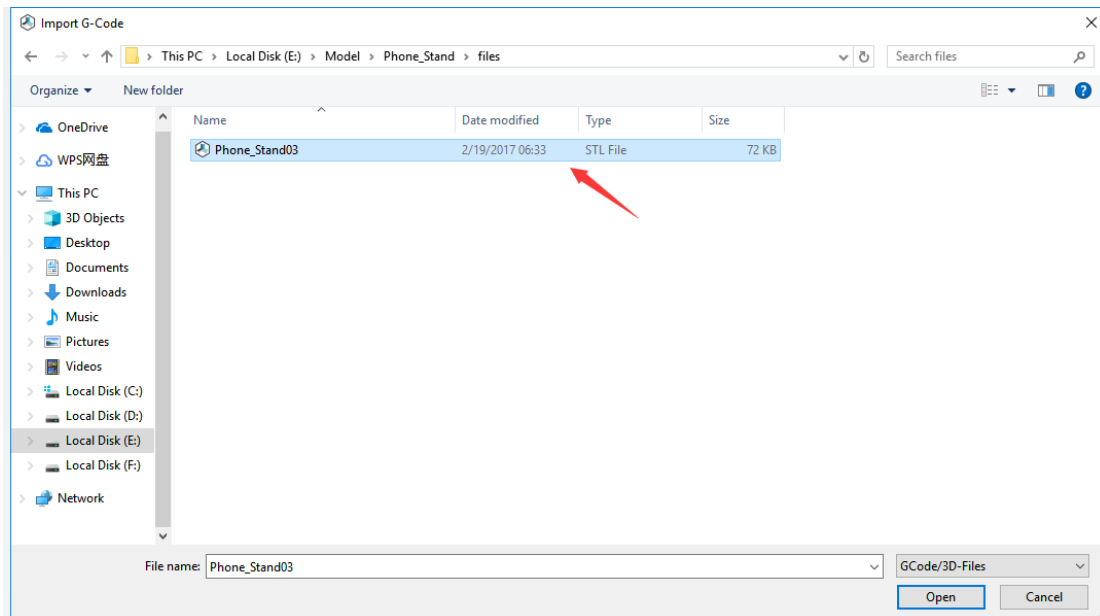 Import G-Code
This PC > Local Disk (E:) > Model > Phone_Stand > files
Search files
Organize
New folder
Name
Date modified
Type
Size
OneDrive
Phone_Stand03
2/19/2017 06:33
STL File
72 KB
WPS网盘
This PC
3D Objects
Desktop
Documents
Downloads
Music
Pictures
Videos
Local Disk (C:)
Local Disk (D:)
Local Disk (E:)
Local Disk (F:)
Network
File name: Phone_Stand03
GCode/3D-Files
Open
Cancel